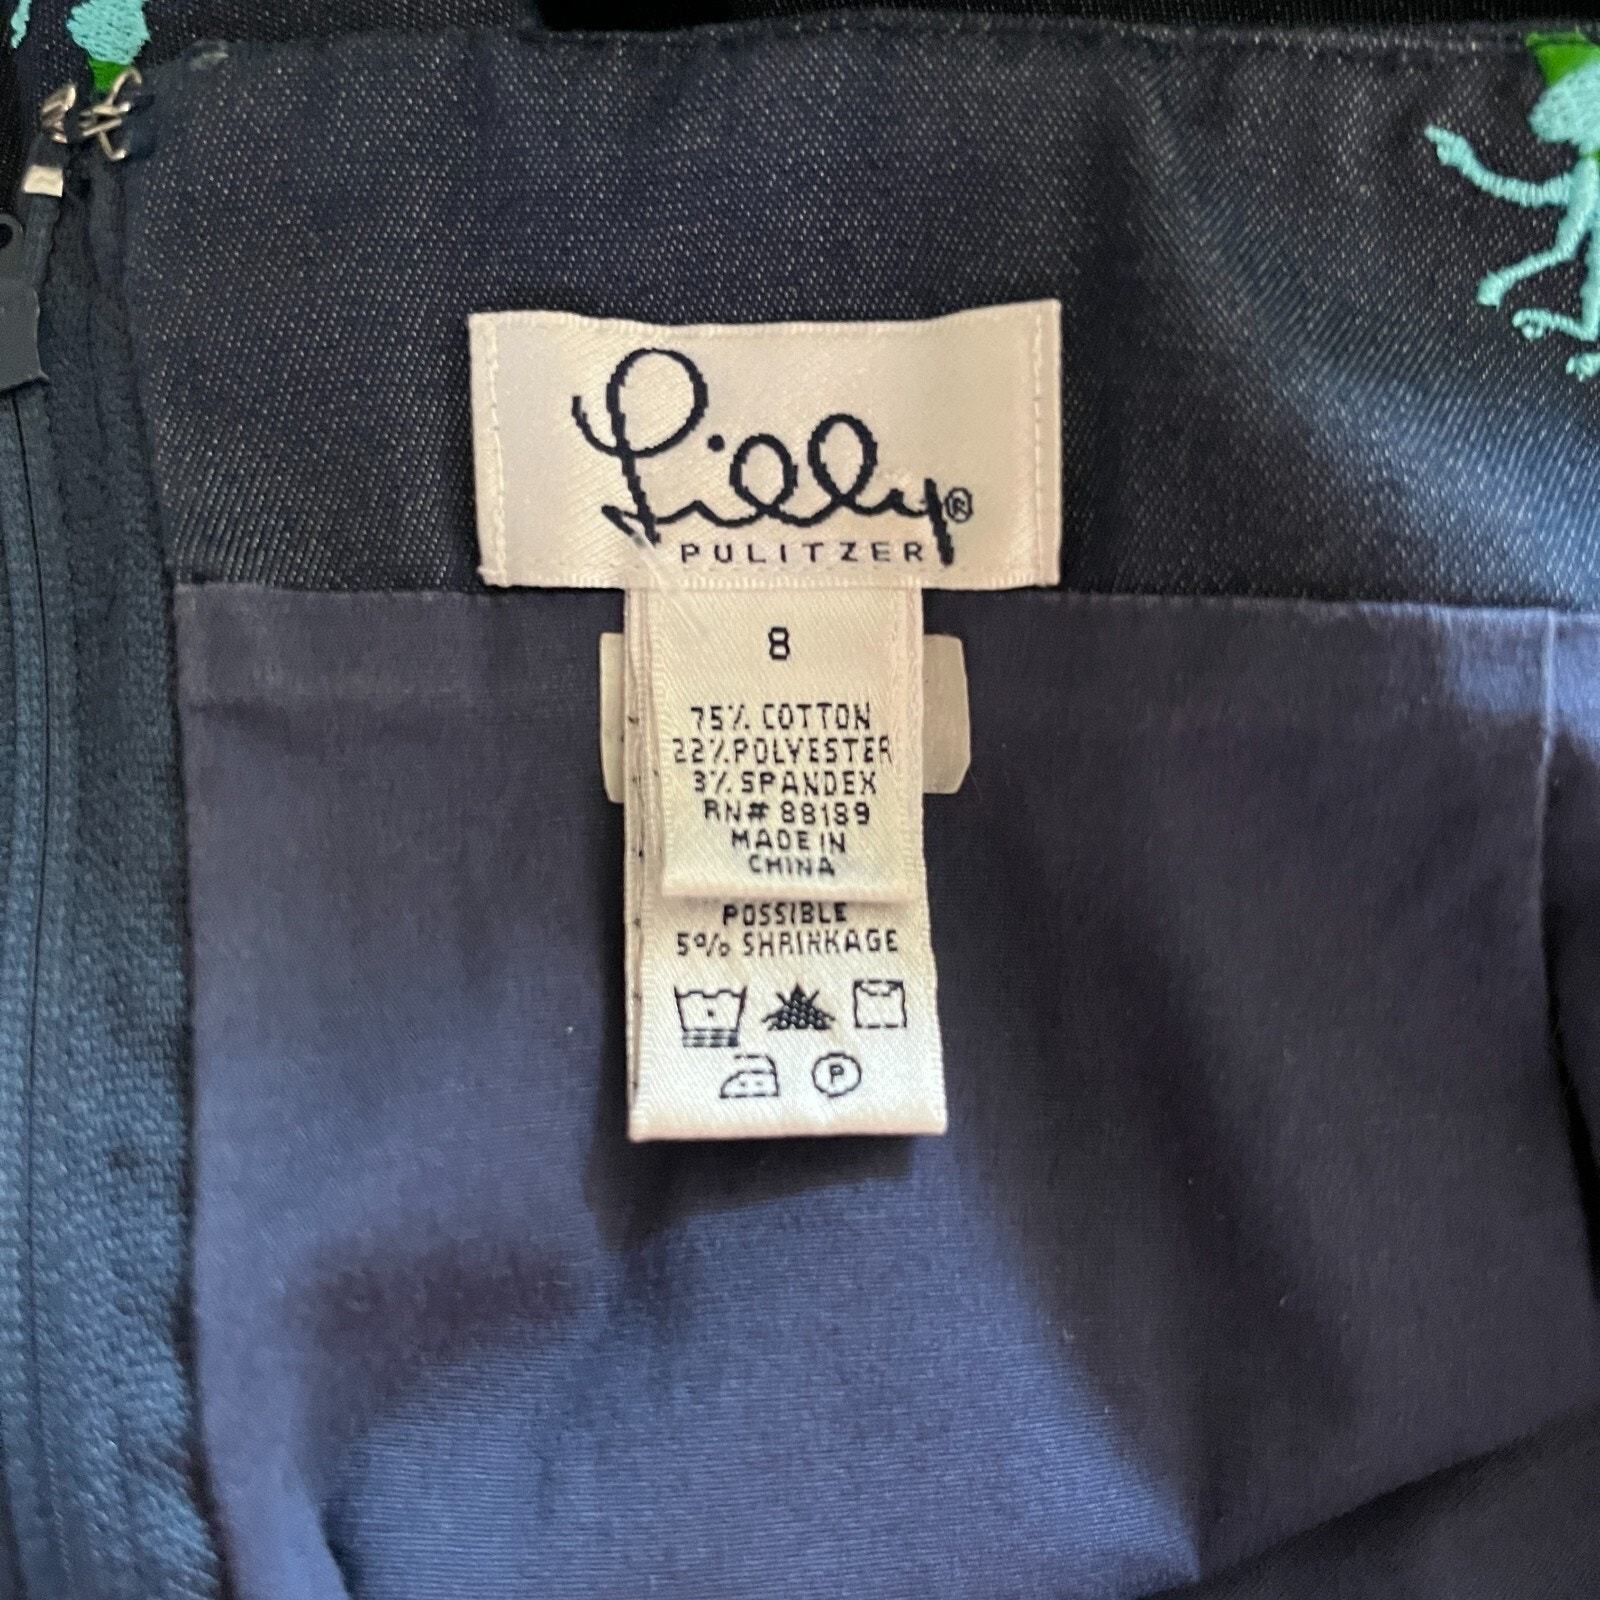 Lilly®
PULITZER
8
75% COTTON
22% POLYESTER
3% SPANDEX
RN# 88189
MADE IN
CHINA
POSSIBLE
5% SHRINKAGE
P